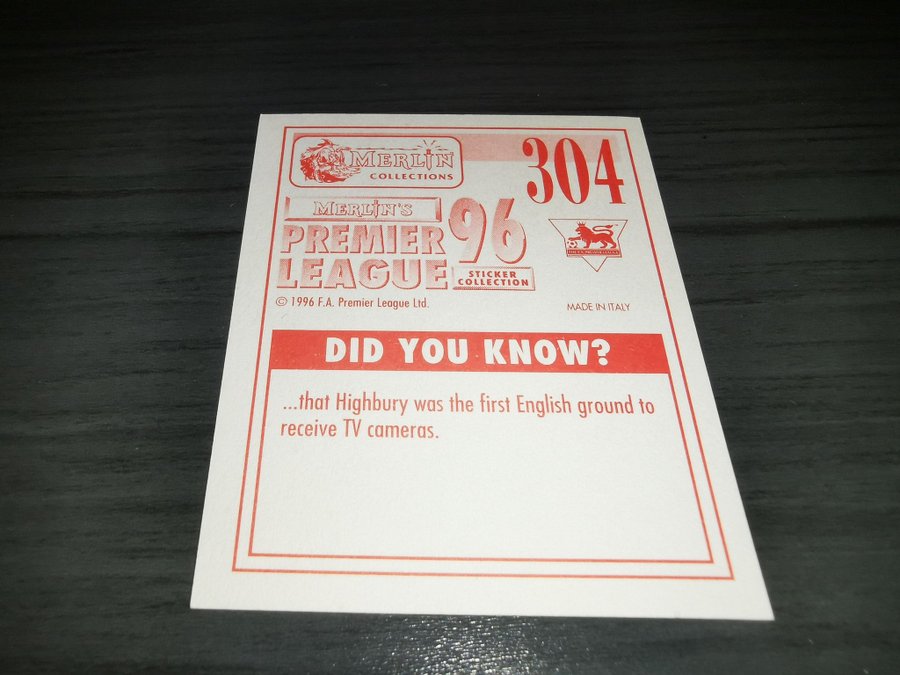 MERLIN
COLLECTIONS
304
MERLIN'S
PREMIER
LEAGUE
96
STICKER
COLLECTION
© 1996 F.A. Premier League Ltd.
MADE IN ITALY
DID YOU KNOW?
...that Highbury was the first English ground to
receive TV cameras.